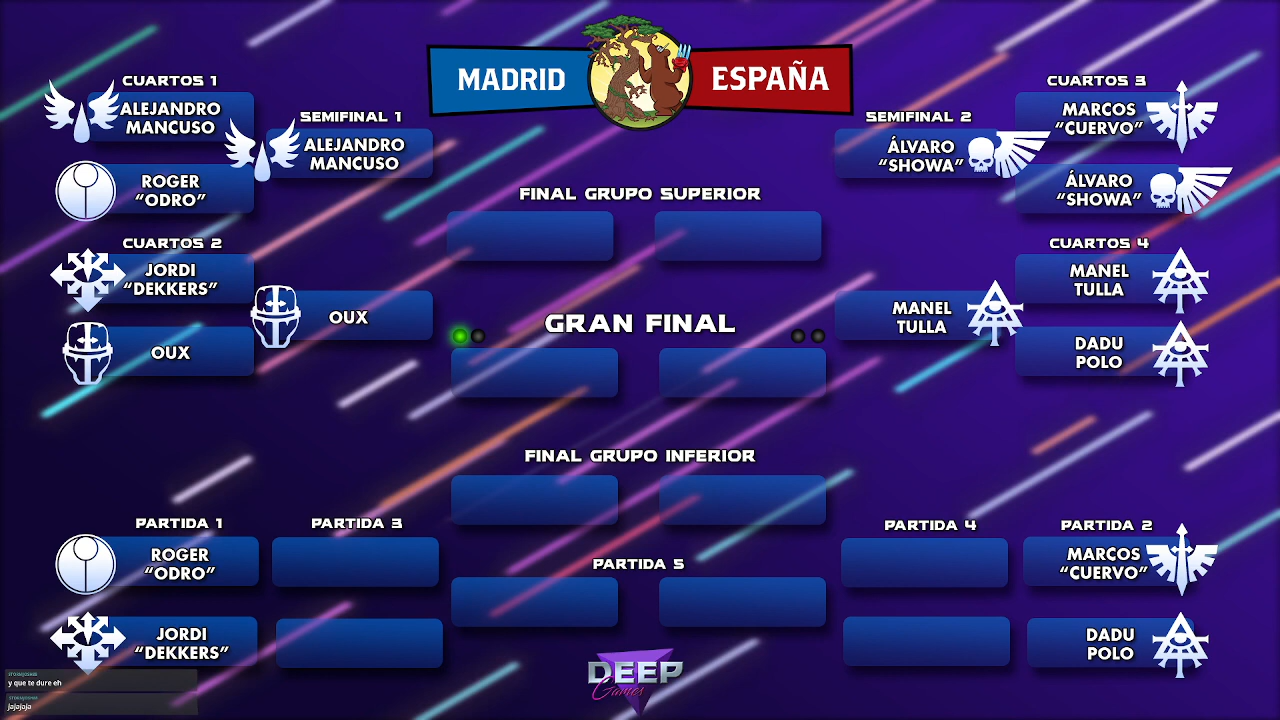 MADRID
ESPAÑA
CUARTOS 1
ALEJANDRO
MANCUSO
ROGER
"ODRO"
CUARTOS 2
JORDI
"DEKKERS"
OUX
SEMIFINAL 1
ALEJANDRO
MANCUSO
OUX
FINAL GRUPO SUPERIOR
GRAN FINAL
SEMIFINAL 2
ÁLVARO
"SHOWA"
MANEL
TULLA
CUARTOS 3
MARCOS
"CUERVO"
ÁLVARO
"SHOWA"
CUARTOS 4
MANEL
TULLA
DADU
POLO
FINAL GRUPO INFERIOR
PARTIDA 1
ROGER
"ODRO"
JORDI
"DEKKERS"
PARTIDA 3
PARTIDA 5
PARTIDA 4
PARTIDA 2
MARCOS
"CUERVO"
DADU
POLO
DEEP
Games
y que te dure eh
jajajaja